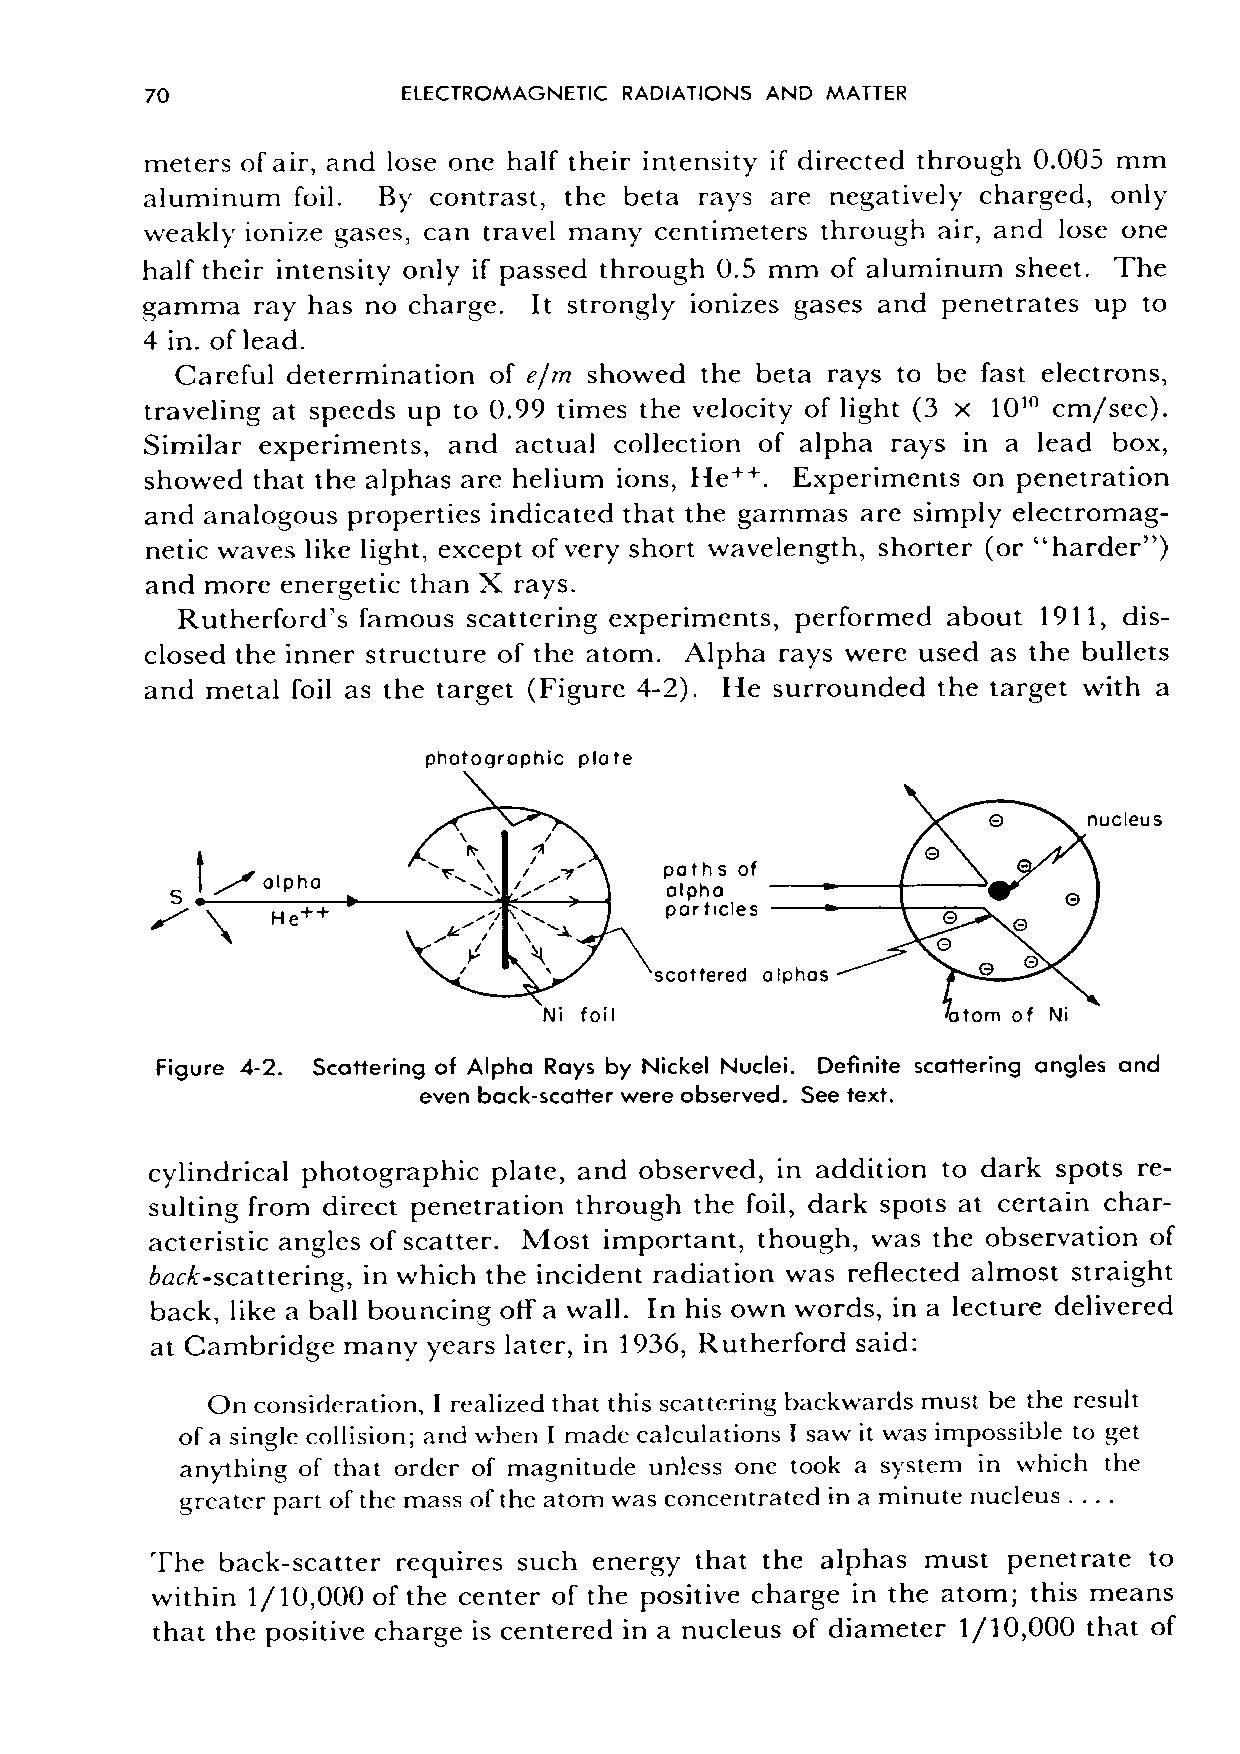 70 ELECTROMAGNETIC RADIATIONS AND MATTER
meters of air, and lose one half their intensity if directed through 0.005 mm
aluminum foil. By contrast, the beta rays are negatively charged, only
weakly ionize gases, can travel many centimeters through air, and lose one
half their intensity only if passed through 0.5 mm of aluminum sheet. The
gamma ray has no charge. It strongly ionizes gases and penetrates up to
4 in. of lead.
Careful determination of e/m showed the beta rays to be fast electrons,
traveling at speeds up to 0.99 times the velocity of light (3 × 10¹⁰ cm/sec).
Similar experiments, and actual collection of alpha rays in a lead box,
showed that the alphas are helium ions, He⁺⁺. Experiments on penetration
and analogous properties indicated that the gammas are simply electromag-
netic waves like light, except of very short wavelength, shorter (or “harder”)
and more energetic than X rays.
Rutherford's famous scattering experiments, performed about 1911, dis-
closed the inner structure of the atom. Alpha rays were used as the bullets
and metal foil as the target (Figure 4-2). He surrounded the target with a
photographic plate
nucleus
S
alpha
He⁺⁺
paths of
alpha
particles
scattered alphas
Ni foil
atom of Ni
Figure 4-2. Scattering of Alpha Rays by Nickel Nuclei. Definite scattering angles and
even back-scatter were observed. See text.
cylindrical photographic plate, and observed, in addition to dark spots re-
sulting from direct penetration through the foil, dark spots at certain char-
acteristic angles of scatter. Most important, though, was the observation of
back-scattering, in which the incident radiation was reflected almost straight
back, like a ball bouncing off a wall. In his own words, in a lecture delivered
at Cambridge many years later, in 1936, Rutherford said:
On consideration, I realized that this scattering backwards must be the result
of a single collision; and when I made calculations I saw it was impossible to get
anything of that order of magnitude unless one took a system in which the
greater part of the mass of the atom was concentrated in a minute nucleus . . . .
The back-scatter requires such energy that the alphas must penetrate to
within 1/10,000 of the center of the positive charge in the atom; this means
that the positive charge is centered in a nucleus of diameter 1/10,000 that of